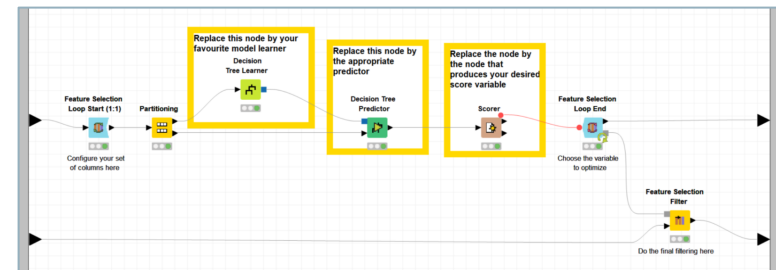 Replace this node by your
favourite model learner
Decision
Tree Learner
Replace this node by
the appropriate
predictor
Replace the node by
the node that
produces your desired
score variable
Feature Selection
Loop Start (1:1)
Partitioning
Decision Tree
Predictor
Scorer
Feature Selection
Loop End
Configure your set
of columns here
Choose the variable
to optimize
Feature Selection
Filter
Do the final filtering here